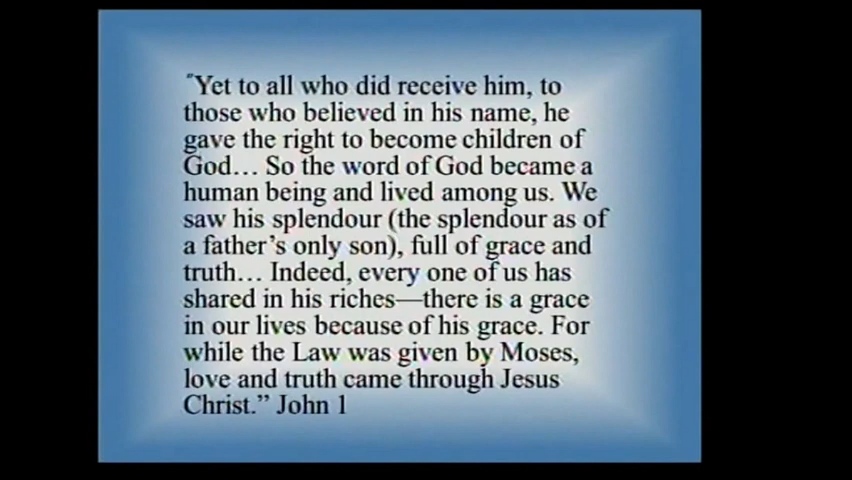 "Yet to all who did receive him, to
those who believed in his name, he
gave the right to become children of
God… So the word of God became a
human being and lived among us. We
saw his splendour (the splendour as of
a father’s only son), full of grace and
truth… Indeed, every one of us has
shared in his riches—there is a grace
in our lives because of his grace. For
while the Law was given by Moses,
love and truth came through Jesus
Christ.” John 1